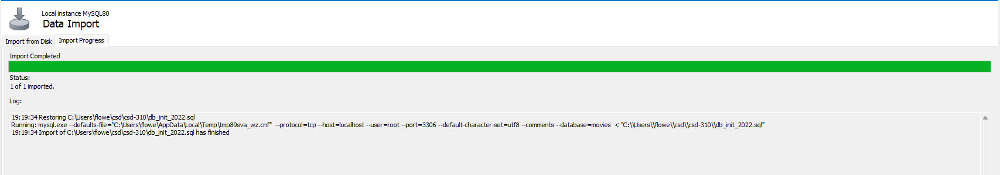 Local instance MySQL80
Data Import
Import from Disk
Import Progress
Import Completed
Status:
1 of 1 imported.
Log:
19:19:34 Restoring C:\Users\flowe\csd\csd-310\db_init_2022.sql
Running: mysql.exe --defaults-file="C:\Users\flowe\AppData\Local\Temp\tmp89sva_wz.cnf"  --protocol=tcp --host=localhost --user=root --port=3306 --default-character-set=utf8 --comments --database=movies  < "C:\\Users\\flowe\\csd\\csd-310\\db_init_2022.sql"
19:19:34 Import of C:\Users\flowe\csd\csd-310\db_init_2022.sql has finished